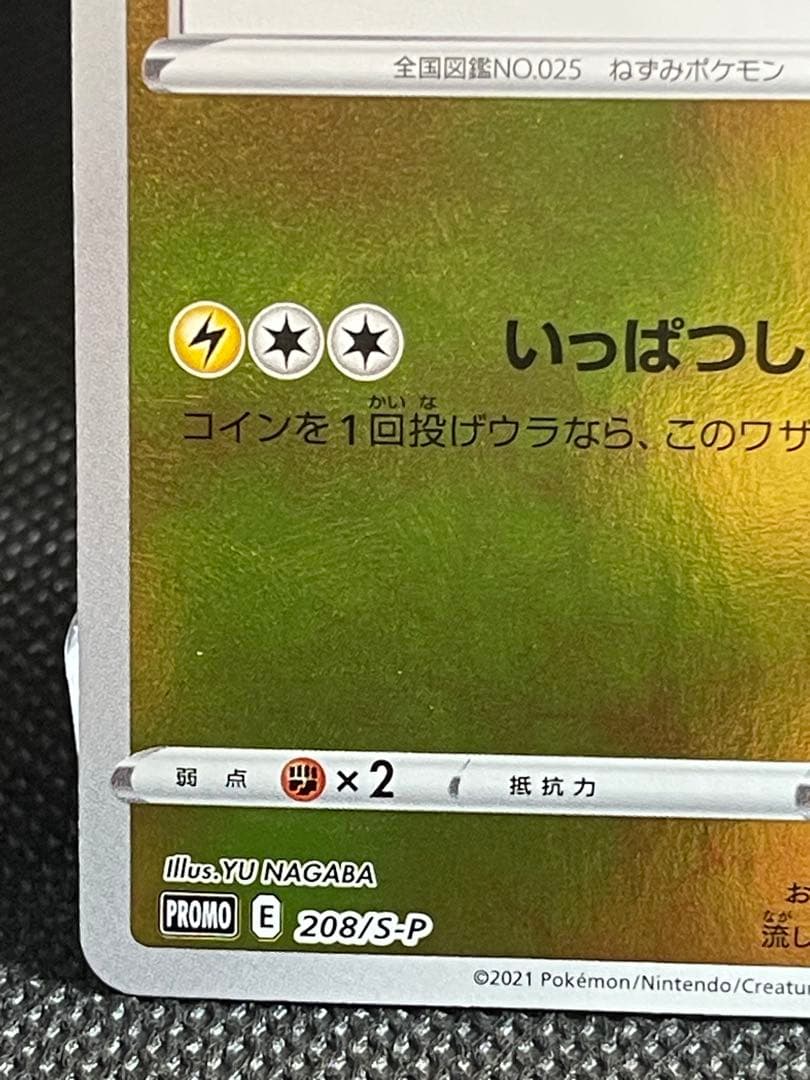 全国図鑑NO.025 ねずみポケモン
いっぱつし
かい な
コインを1回投げウラなら、このワザ
弱点 ×2 抵抗力
Illus.YU NAGABA
お
PROMO E 208/S-P
なが
流し
©2021 Pokémon/Nintendo/Creatu